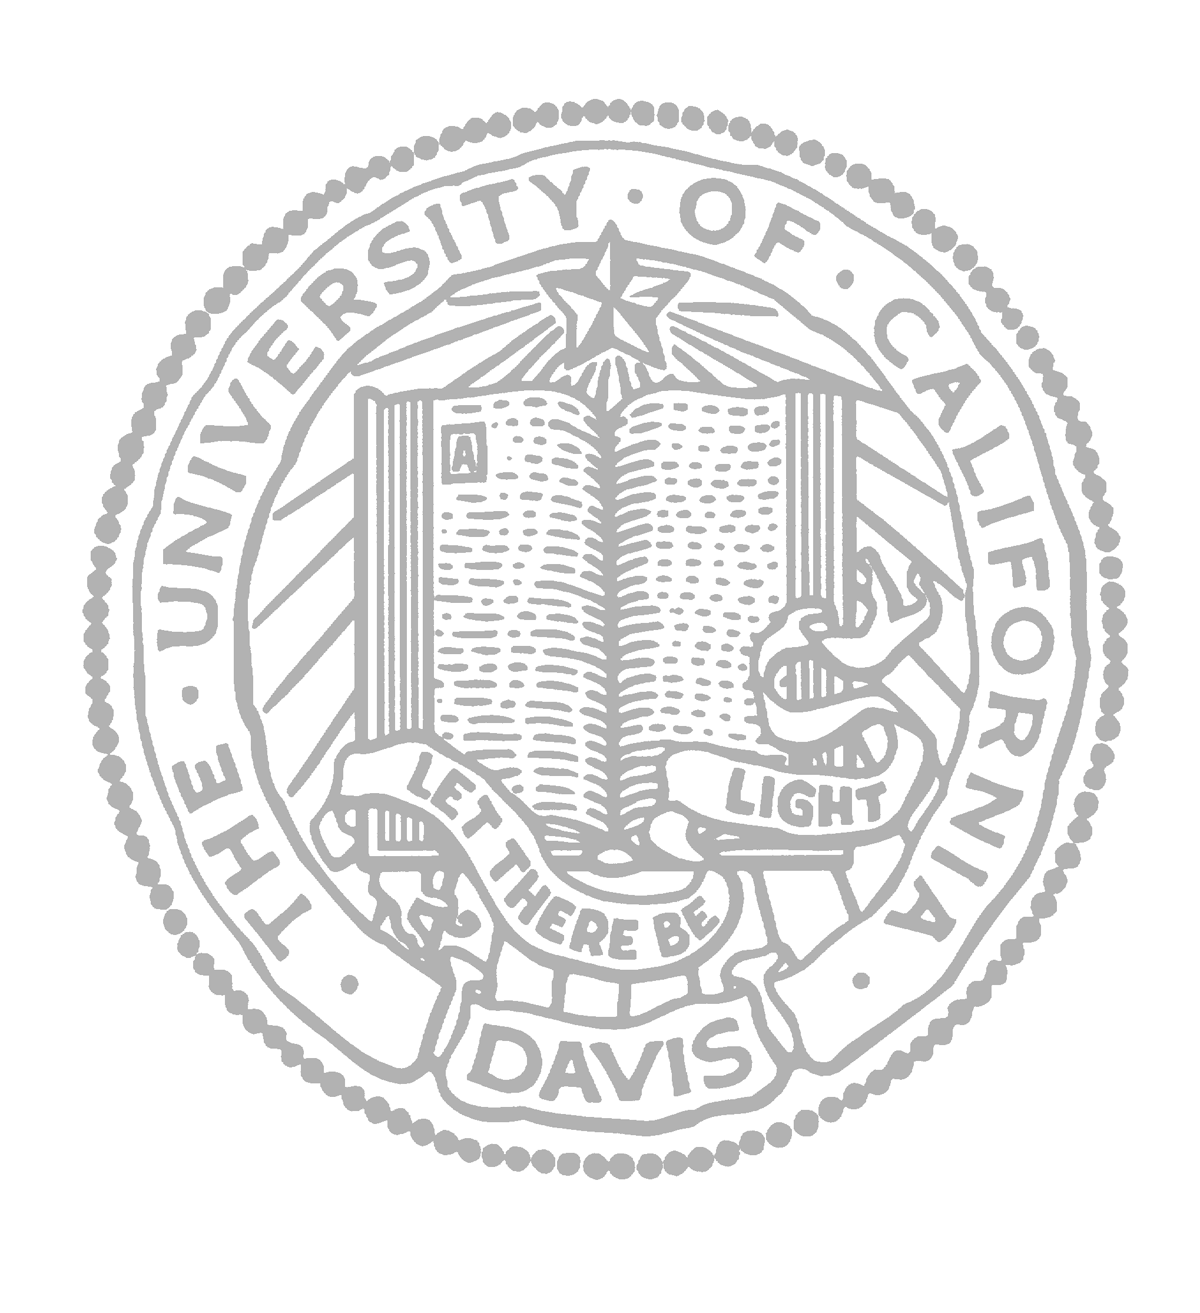 THE · UNIVERSITY · OF · CALIFORNIA
A
LET THERE BE
LIGHT
DAVIS